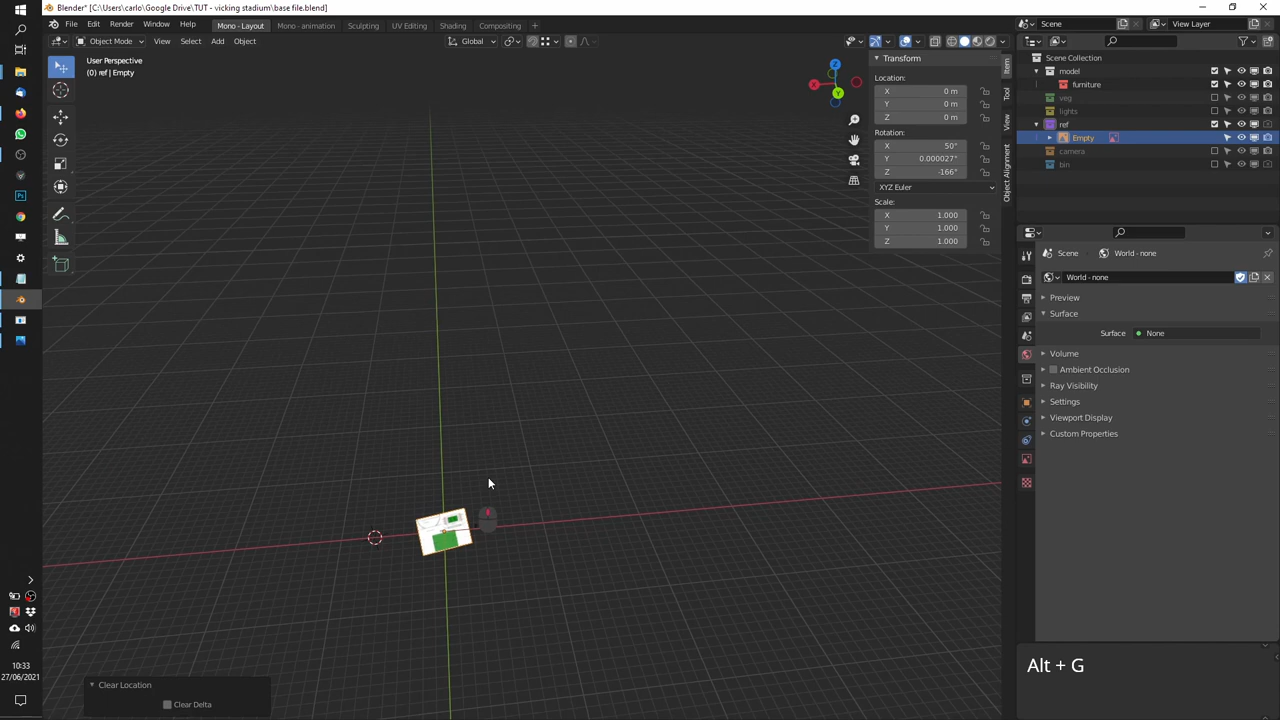 Blender* [C:\Users\carlo\Google Drive\TUT - vicking stadium\base file.blend]
File Edit Render Window Help
Mono - Layout Mono - animation Sculpting UV Editing Shading Compositing +
Scene
View Layer
Object Mode View Select Add Object
Global
User Perspective
(0) ref | Empty
Transform
Location:
X 0 m
Y 0 m
Z 0 m
Rotation:
X 50°
Y 0.000027°
Z -166°
XYZ Euler
Scale:
X 1.000
Y 1.000
Z 1.000
Item
Tool
View
Object Alignment
X
Y
Z
Scene Collection
model
furniture
veg
lights
ref
Empty
camera
bin
Scene
World - none
World - none
Preview
Surface
Surface None
Volume
Ambient Occlusion
Ray Visibility
Settings
Viewport Display
Custom Properties
Alt + G
Clear Location
Clear Delta
10:33
27/06/2021